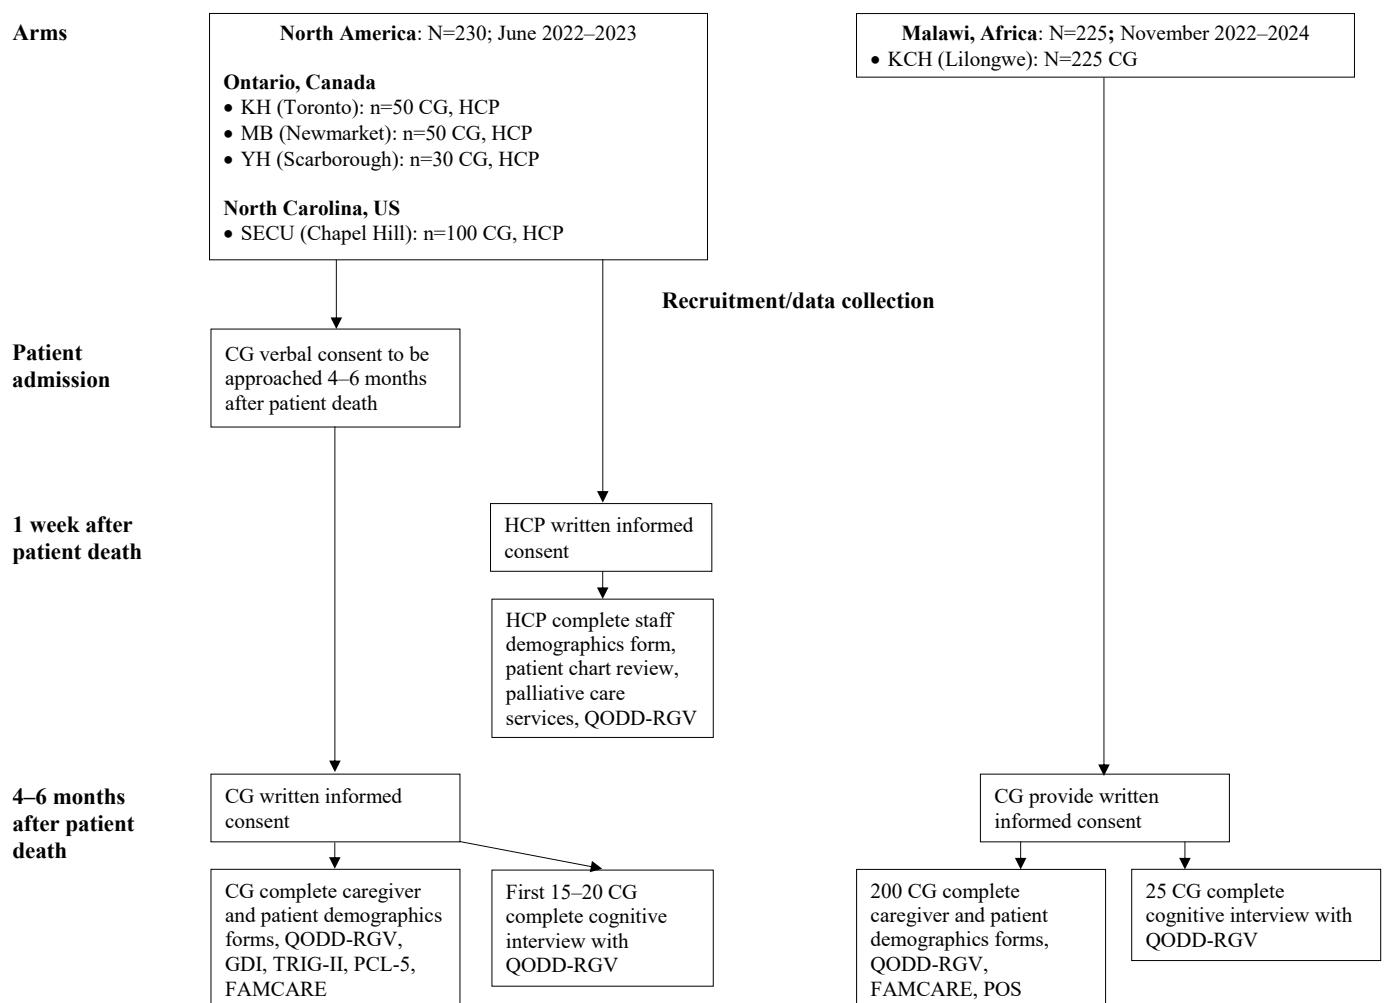 Arms
North America: N=230; June 2022–2023
Ontario, Canada
• KH (Toronto): n=50 CG, HCP
• MB (Newmarket): n=50 CG, HCP
• YH (Scarborough): n=30 CG, HCP
North Carolina, US
• SECU (Chapel Hill): n=100 CG, HCP
Malawi, Africa: N=225; November 2022–2024
• KCH (Lilongwe): N=225 CG
Recruitment/data collection
Patient
admission
CG verbal consent to be
approached 4–6 months
after patient death
1 week after
patient death
HCP written informed
consent
HCP complete staff
demographics form,
patient chart review,
palliative care
services, QODD-RGV
4–6 months
after patient
death
CG written informed
consent
CG provide written
informed consent
CG complete caregiver
and patient demographics
forms, QODD-RGV,
GDI, TRIG-II, PCL-5,
FAMCARE
First 15–20 CG
complete cognitive
interview with
QODD-RGV
200 CG complete
caregiver and patient
demographics forms,
QODD-RGV,
FAMCARE, POS
25 CG complete
cognitive interview with
QODD-RGV